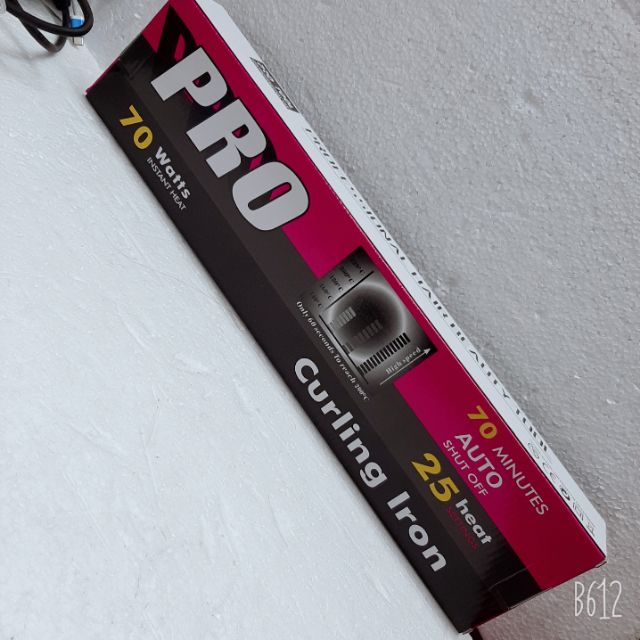 PRO
70 Watts
INSTANT HEAT
Only 60 seconds to reach
High speed
Curling Iron
70 MINUTES
AUTO
SHUT OFF
25 heat
B612